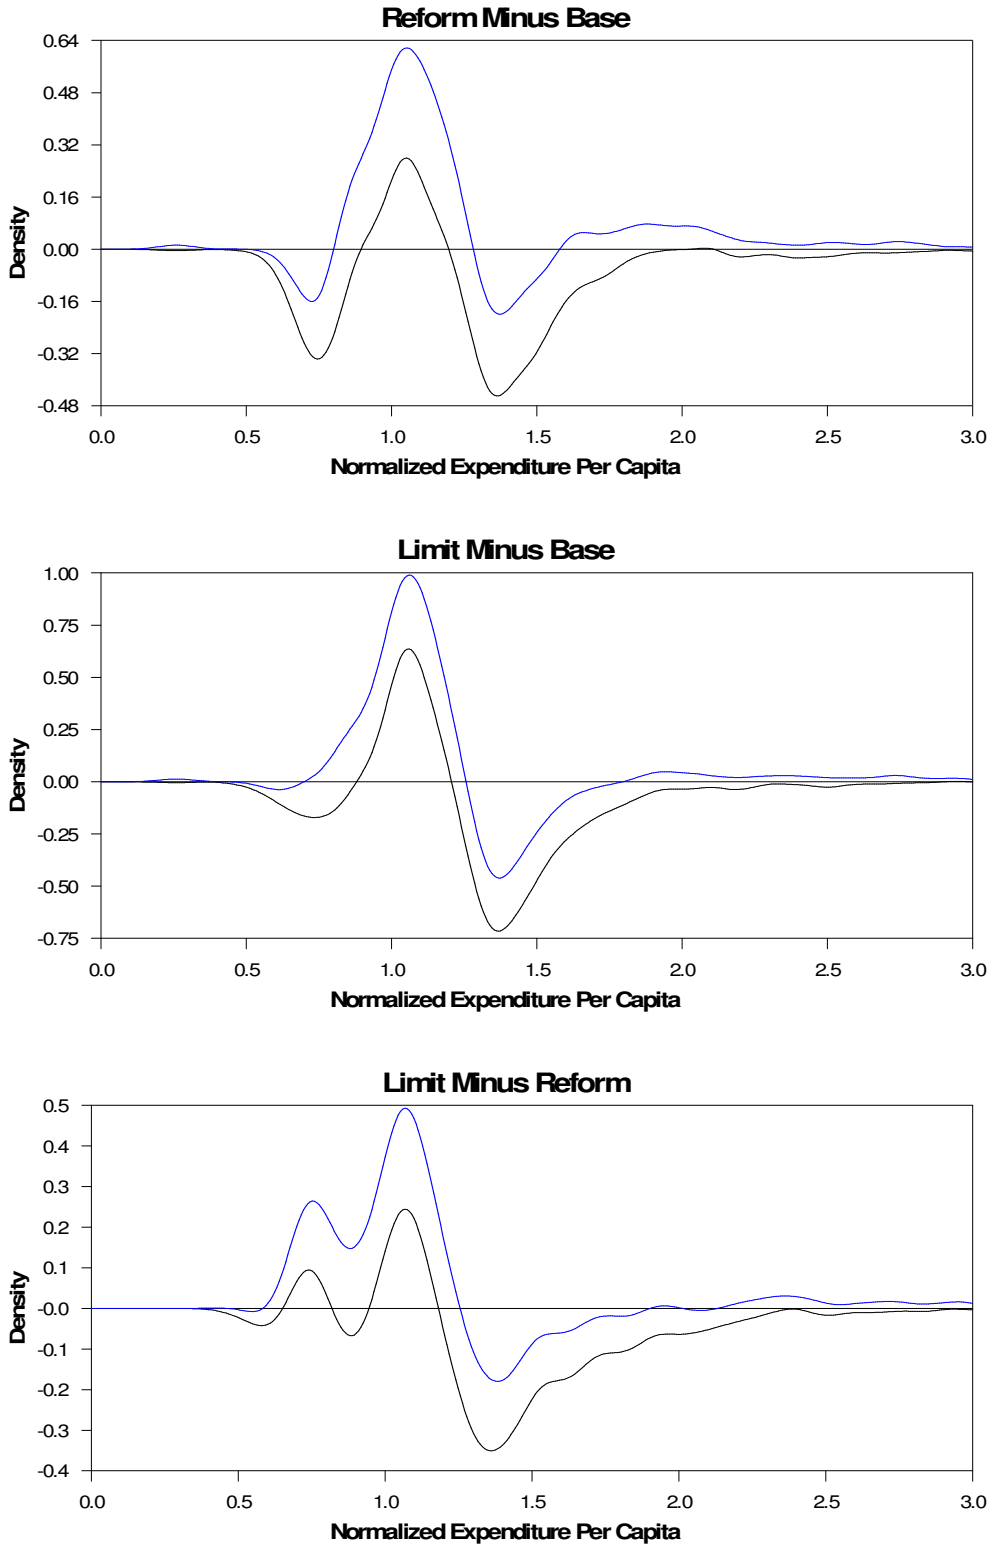 Reform Minus Base
0.64
0.48
0.32
0.16
0.00
-0.16
-0.32
-0.48
Density
0.0 0.5 1.0 1.5 2.0 2.5 3.0
Normalized Expenditure Per Capita
Limit Minus Base
1.00
0.75
0.50
0.25
0.00
-0.25
-0.50
-0.75
Density
0.0 0.5 1.0 1.5 2.0 2.5 3.0
Normalized Expenditure Per Capita
Limit Minus Reform
0.5
0.4
0.3
0.2
0.1
-0.0
-0.1
-0.2
-0.3
-0.4
Density
0.0 0.5 1.0 1.5 2.0 2.5 3.0
Normalized Expenditure Per Capita